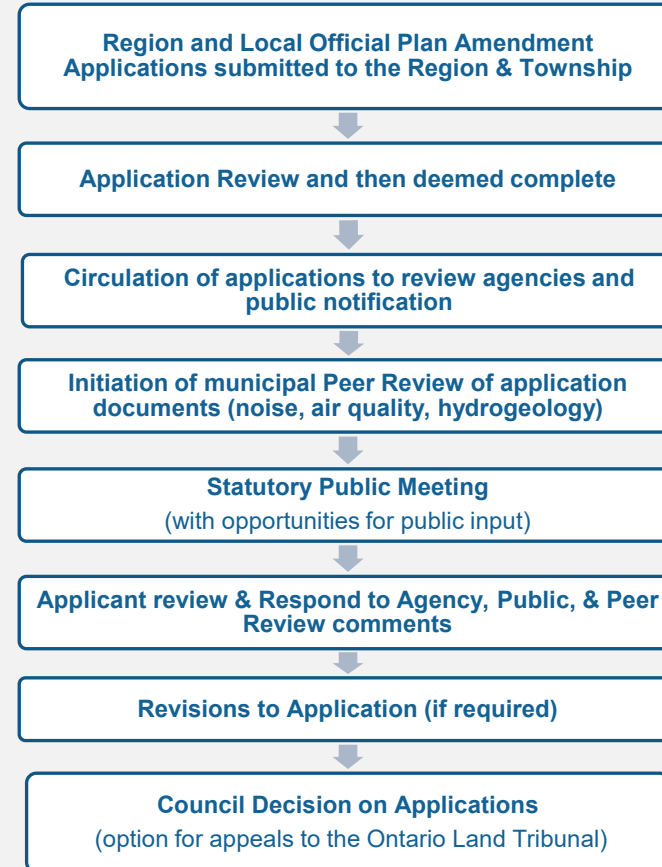 Region and Local Official Plan Amendment
Applications submitted to the Region & Township
Application Review and then deemed complete
Circulation of applications to review agencies and
public notification
Initiation of municipal Peer Review of application
documents (noise, air quality, hydrogeology)
Statutory Public Meeting
(with opportunities for public input)
Applicant review & Respond to Agency, Public, & Peer
Review comments
Revisions to Application (if required)
Council Decision on Applications
(option for appeals to the Ontario Land Tribunal)